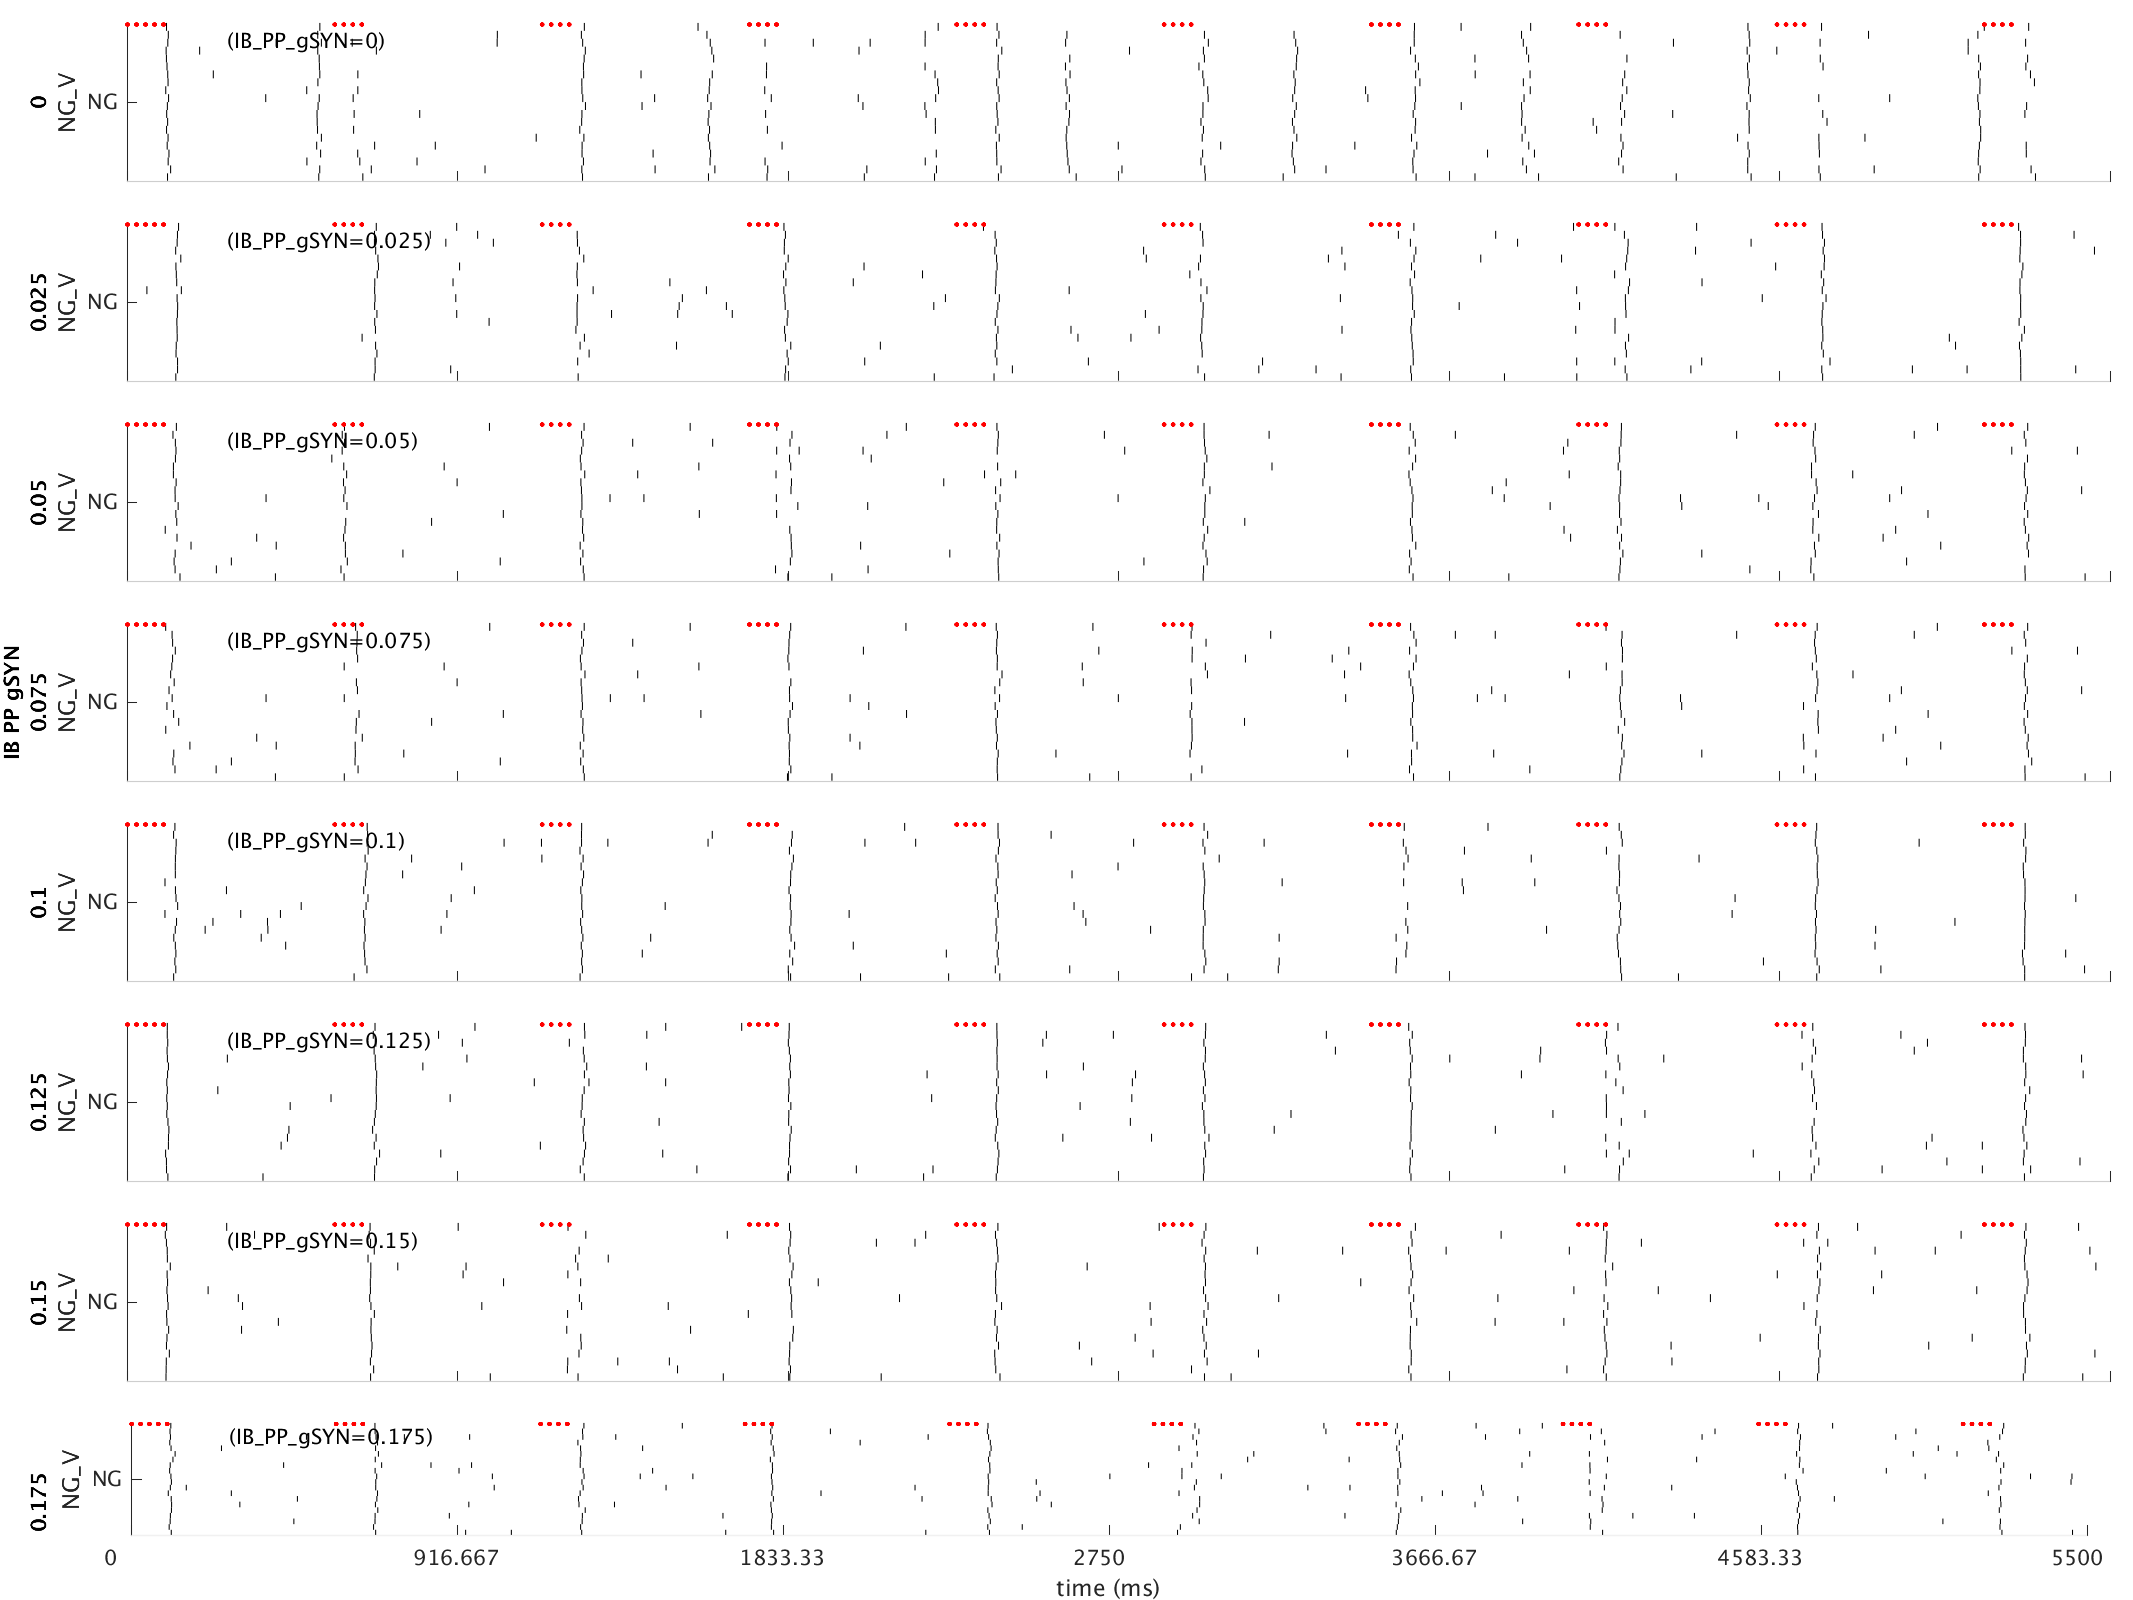 IB PP gSYN
0
NG_V
NG
(IB_PP_gSYN=0)
0.025
NG_V
NG
(IB_PP_gSYN=0.025)
0.05
NG_V
NG
(IB_PP_gSYN=0.05)
0.075
NG_V
NG
(IB_PP_gSYN=0.075)
0.1
NG_V
NG
(IB_PP_gSYN=0.1)
0.125
NG_V
NG
(IB_PP_gSYN=0.125)
0.15
NG_V
NG
(IB_PP_gSYN=0.15)
0.175
NG_V
NG
(IB_PP_gSYN=0.175)
0 916.667 1833.33 2750 3666.67 4583.33 5500
time (ms)